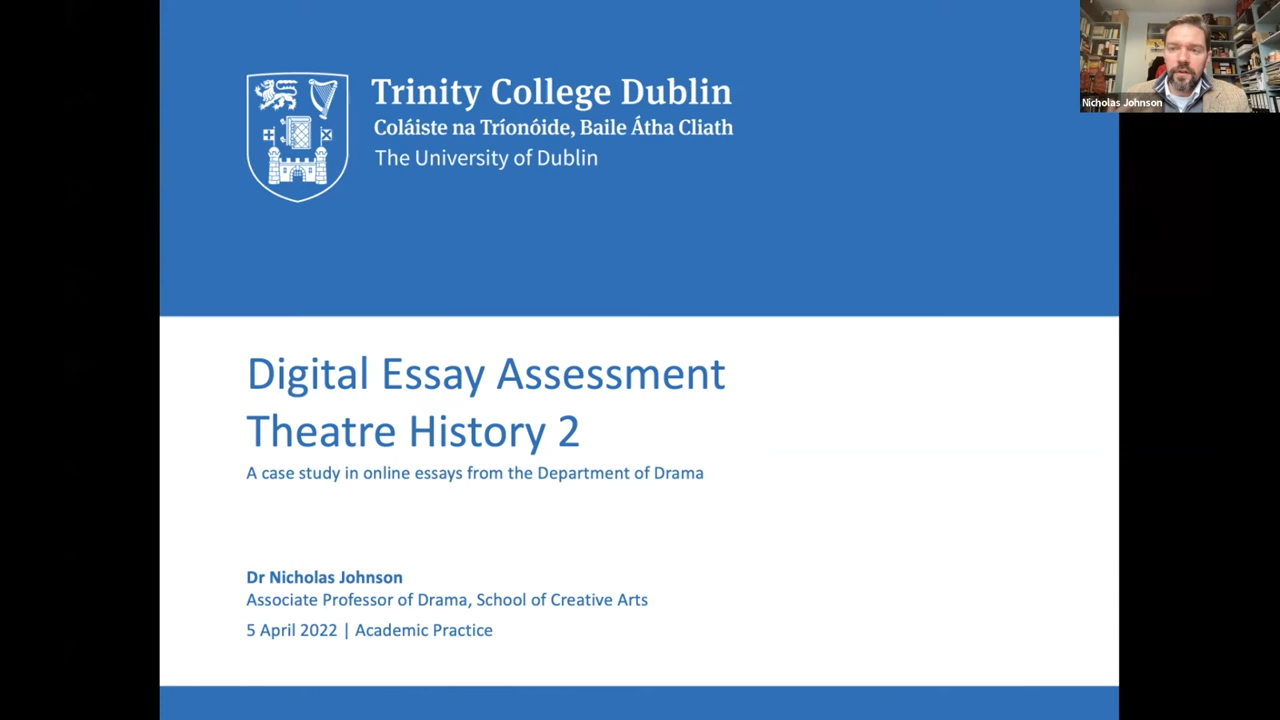 Trinity College Dublin
Coláiste na Tríonóide, Baile Átha Cliath
The University of Dublin
Nicholas Johnson
Digital Essay Assessment
Theatre History 2
A case study in online essays from the Department of Drama
Dr Nicholas Johnson
Associate Professor of Drama, School of Creative Arts
5 April 2022 | Academic Practice